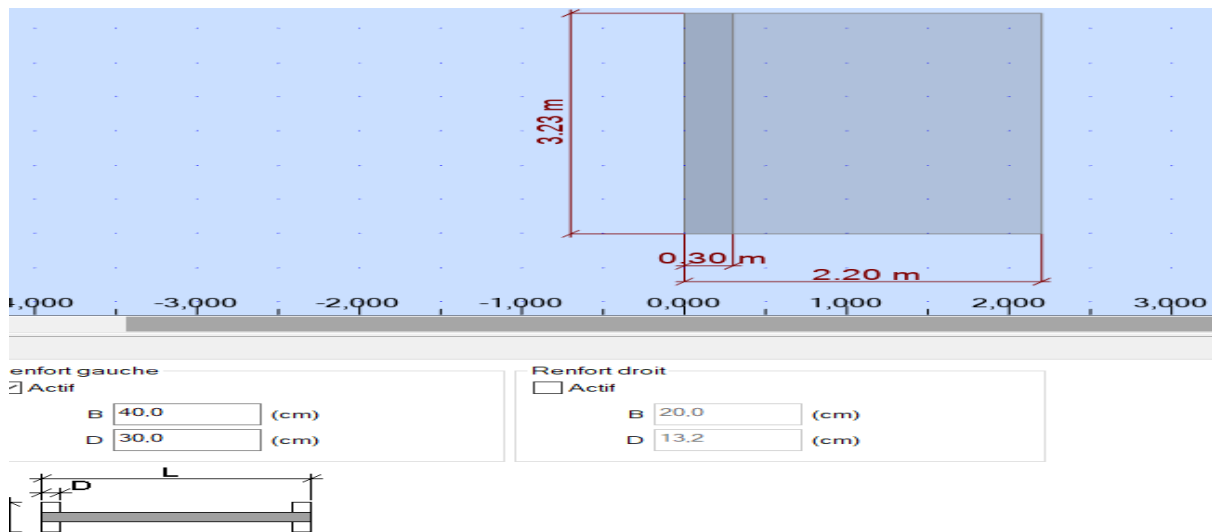 3.23 m
0.30 m
2.20 m
4,000 -3,000 -2,000 -1,000 0,000 1,000 2,000 3,000
enfort gauche Renfort droit
Actif Actif
B 40.0 (cm) B 20.0 (cm)
D 30.0 (cm) D 13.2 (cm)
L
D